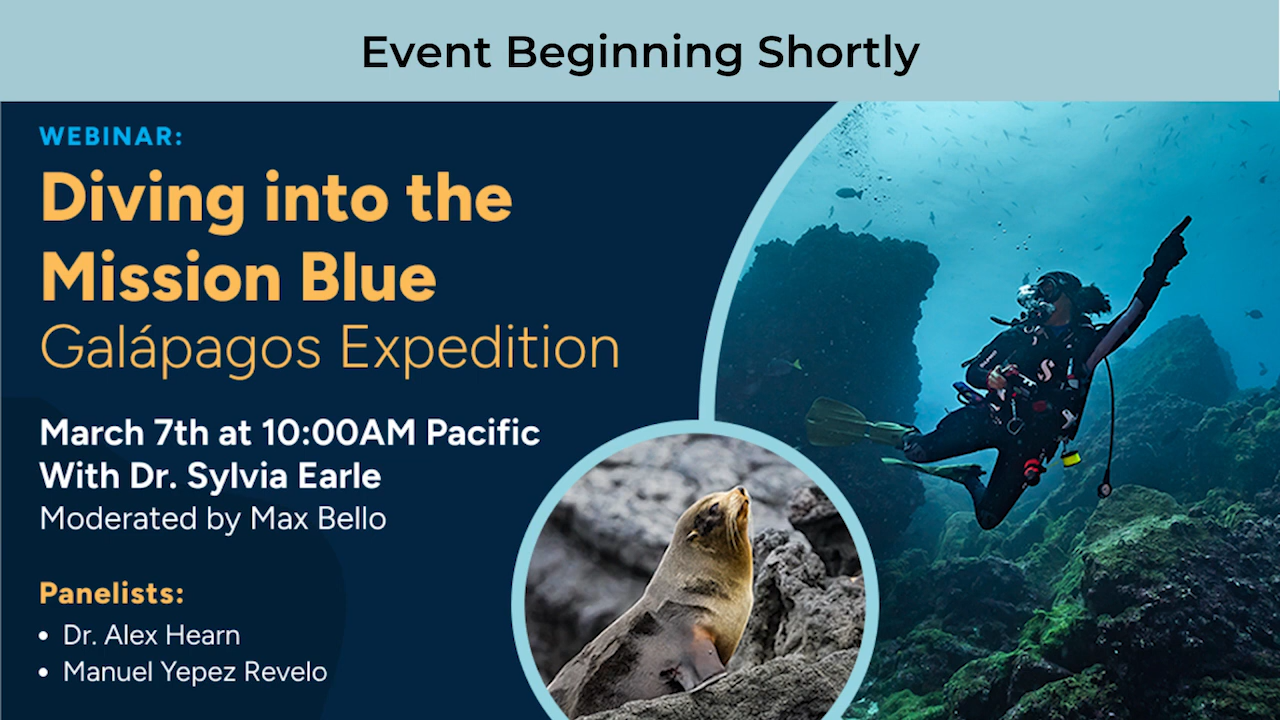 Event Beginning Shortly
WEBINAR:
Diving into the
Mission Blue
Galápagos Expedition
March 7th at 10:00AM Pacific
With Dr. Sylvia Earle
Moderated by Max Bello
Panelists:
• Dr. Alex Hearn
• Manuel Yepez Revelo